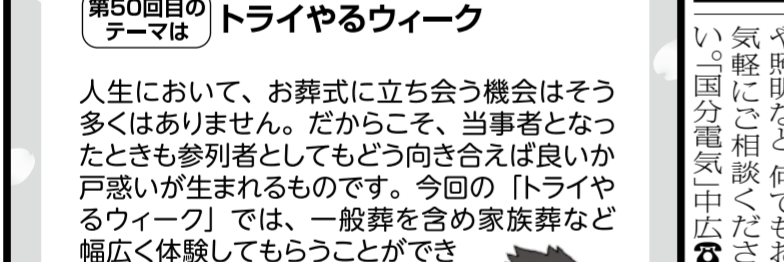 第50回目の
テーマは
トライやるウィーク
人生において、お葬式に立ち会う機会はそう
多くはありません。だからこそ、当事者となっ
たときも参列者としてもどう向き合えば良いか
戸惑いが生まれるものです。今回の「トライや
るウィーク」では、一般葬を含め家族葬など
幅広く体験してもらうことができ
や照明など、何でもお
気軽にご相談くださ
い。「国分電気」中広☎